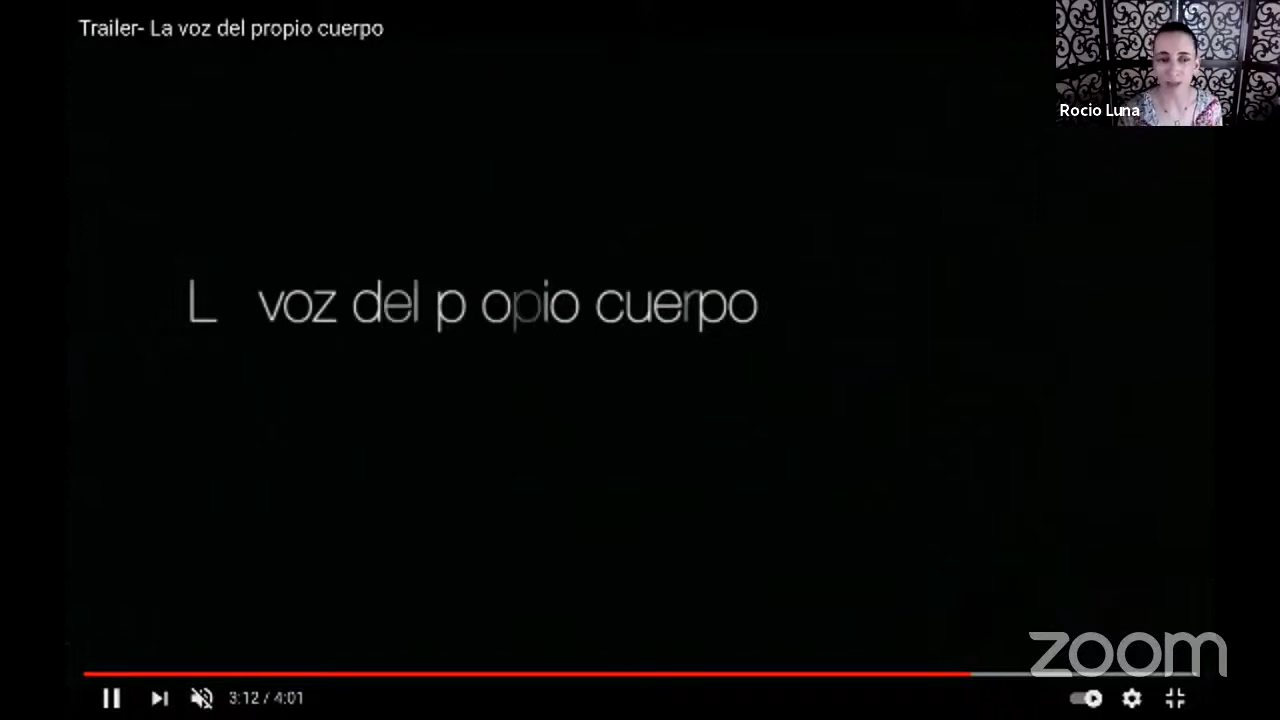 Trailer- La voz del propio cuerpo
Rocio Luna
L voz del p opio cuerpo
zoom
3:12 / 4:01